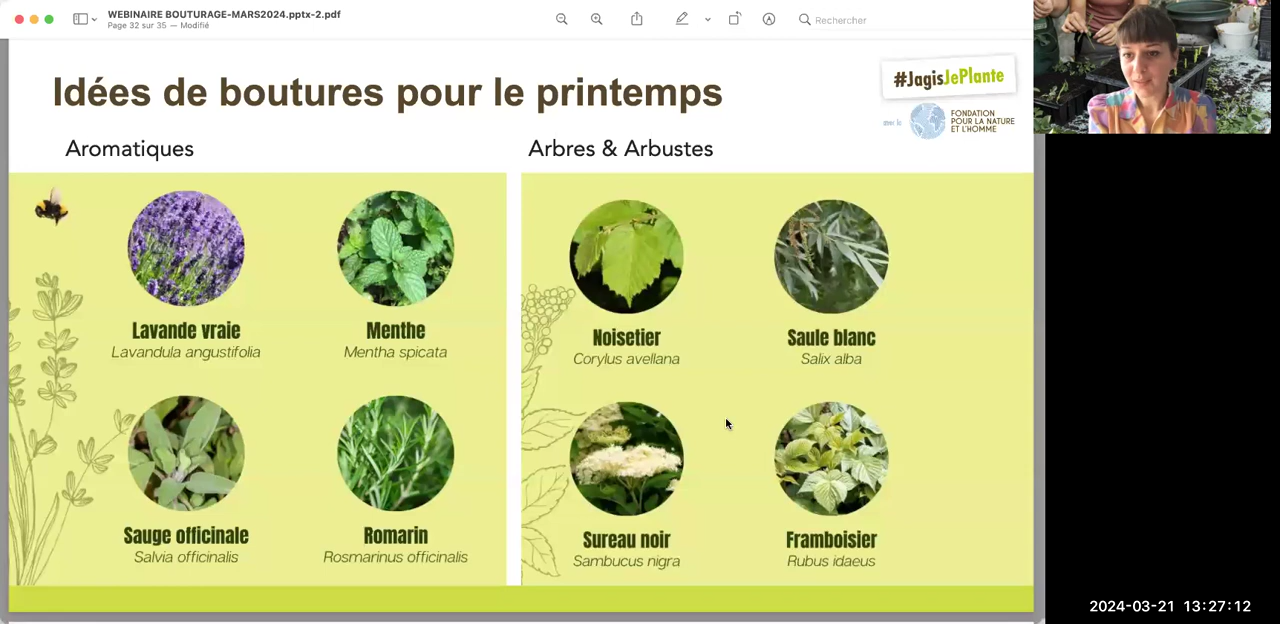 WEBINAIRE BOUTURAGE-MARS2024.pptx-2.pdf
Page 32 sur 35 — Modifié
Rechercher
Idées de boutures pour le printemps
#JagisJePlante
avec la
FONDATION
POUR LA NATURE
ET L'HOMME
Aromatiques
Arbres & Arbustes
Lavande vraie
Lavandula angustifolia
Menthe
Mentha spicata
Noisetier
Corylus avellana
Saule blanc
Salix alba
Sauge officinale
Salvia officinalis
Romarin
Rosmarinus officinalis
Sureau noir
Sambucus nigra
Framboisier
Rubus idaeus
2024-03-21 13:27:12